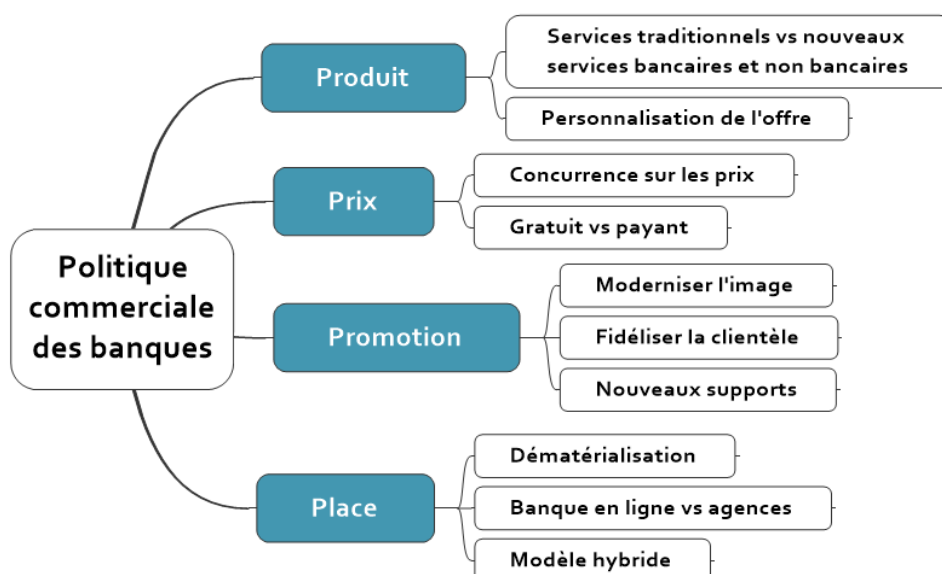 Politique
commerciale
des banques
Produit
Services traditionnels vs nouveaux
services bancaires et non bancaires
Personnalisation de l'offre
Prix
Concurrence sur les prix
Gratuit vs payant
Promotion
Moderniser l'image
Fidéliser la clientèle
Nouveaux supports
Place
Dématérialisation
Banque en ligne vs agences
Modèle hybride